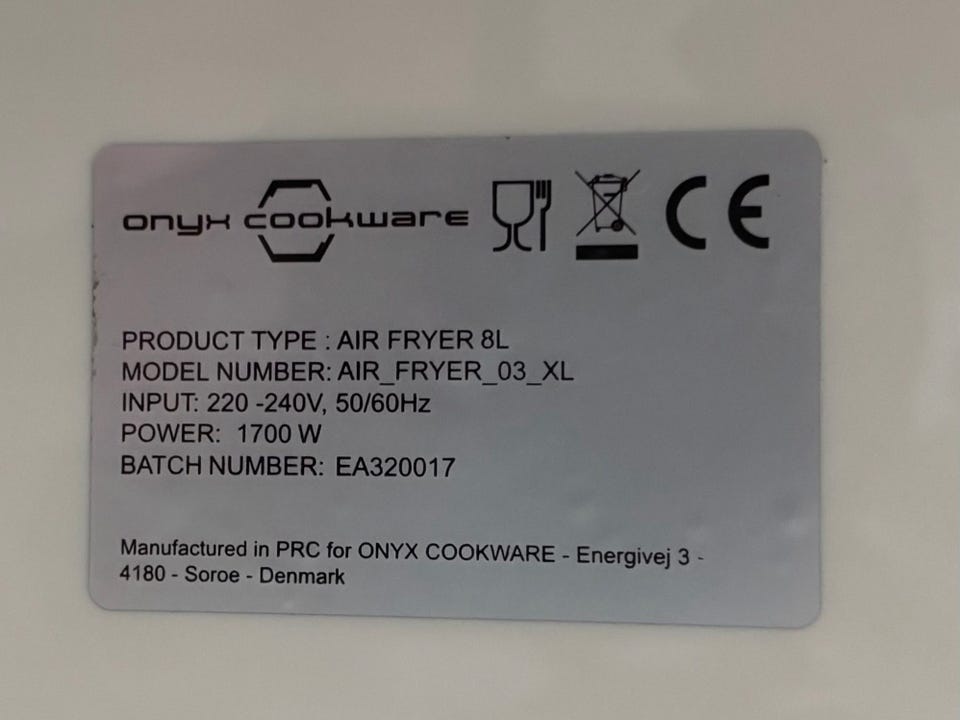 onyx cookware CE
PRODUCT TYPE : AIR FRYER 8L
MODEL NUMBER: AIR_FRYER_03_XL
INPUT: 220 -240V, 50/60Hz
POWER: 1700 W
BATCH NUMBER: EA320017
Manufactured in PRC for ONYX COOKWARE - Energivej 3 -
4180 - Soroe - Denmark